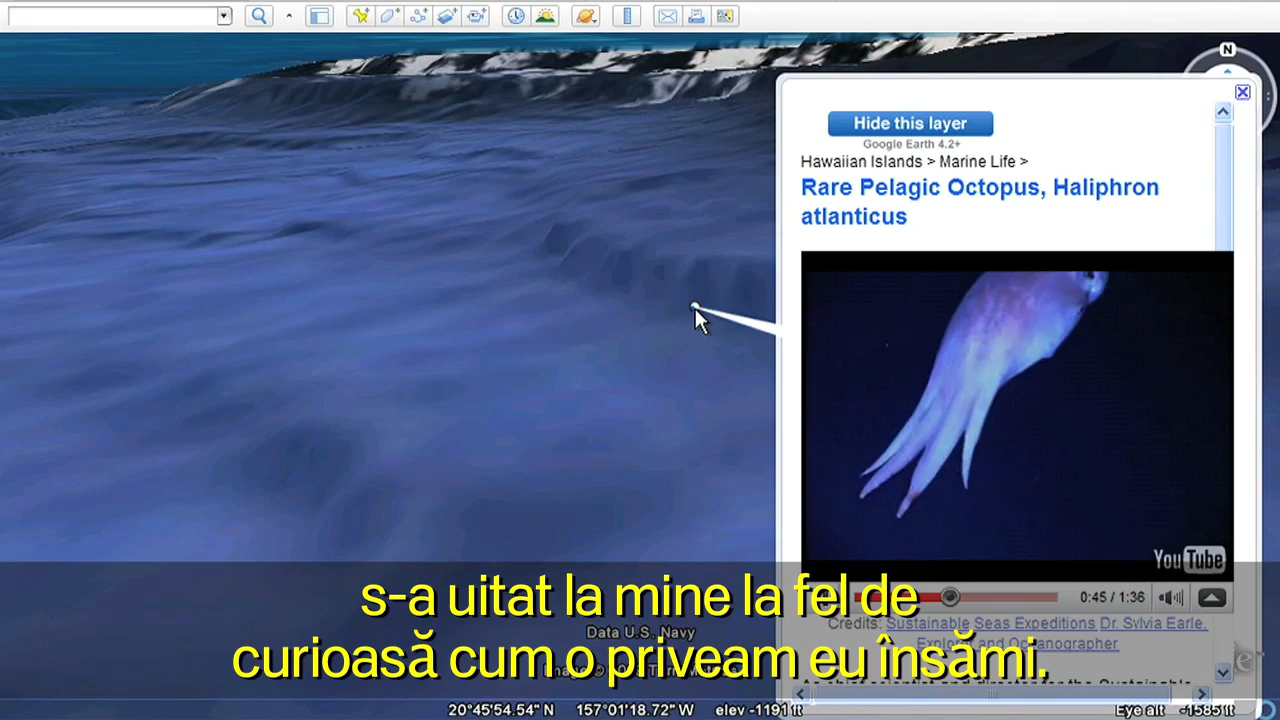 N
Hide this layer
Google Earth 4.2+
Hawaiian Islands > Marine Life >
Rare Pelagic Octopus, Haliphron
atlanticus
YouTube
0:45 / 1:36
s-a uitat la mine la fel de
Credits: Sustainable Seas Expeditions Dr. Sylvia Earle,
Explorer and Oceanographer
Data U.S. Navy
curioasă cum o priveam eu însămi.
20°45'54.54" N 157°01'18.72" W elev -1191 ft
Eye alt -1585 ft